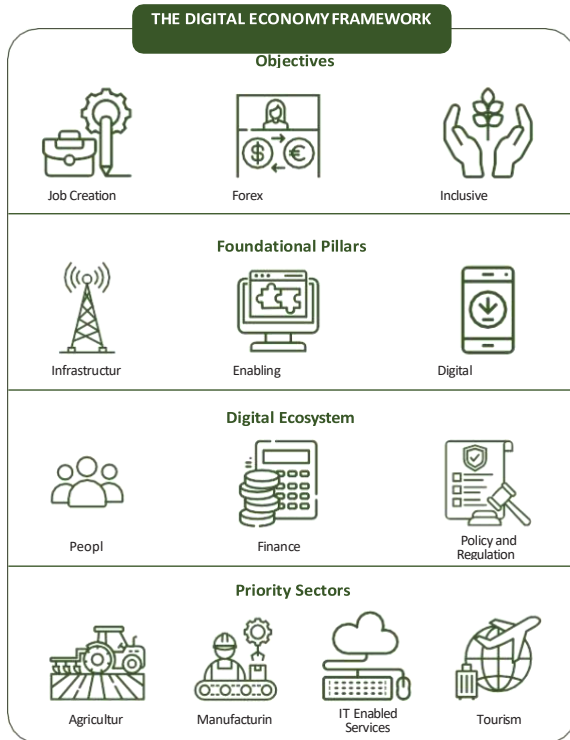 THE DIGITAL ECONOMY FRAMEWORK
Objectives
Job Creation
Forex
Inclusive
Foundational Pillars
Infrastructur
Enabling
Digital
Digital Ecosystem
Peopl
Finance
Policy and
Regulation
Priority Sectors
Agricultur
Manufacturin
IT Enabled
Services
Tourism